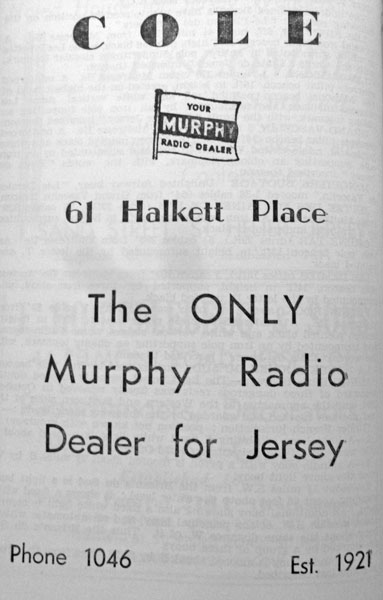 COLE
YOUR
MURPHY
RADIO DEALER
61 Halkett Place
The ONLY
Murphy Radio
Dealer for Jersey
Phone 1046
Est. 1921